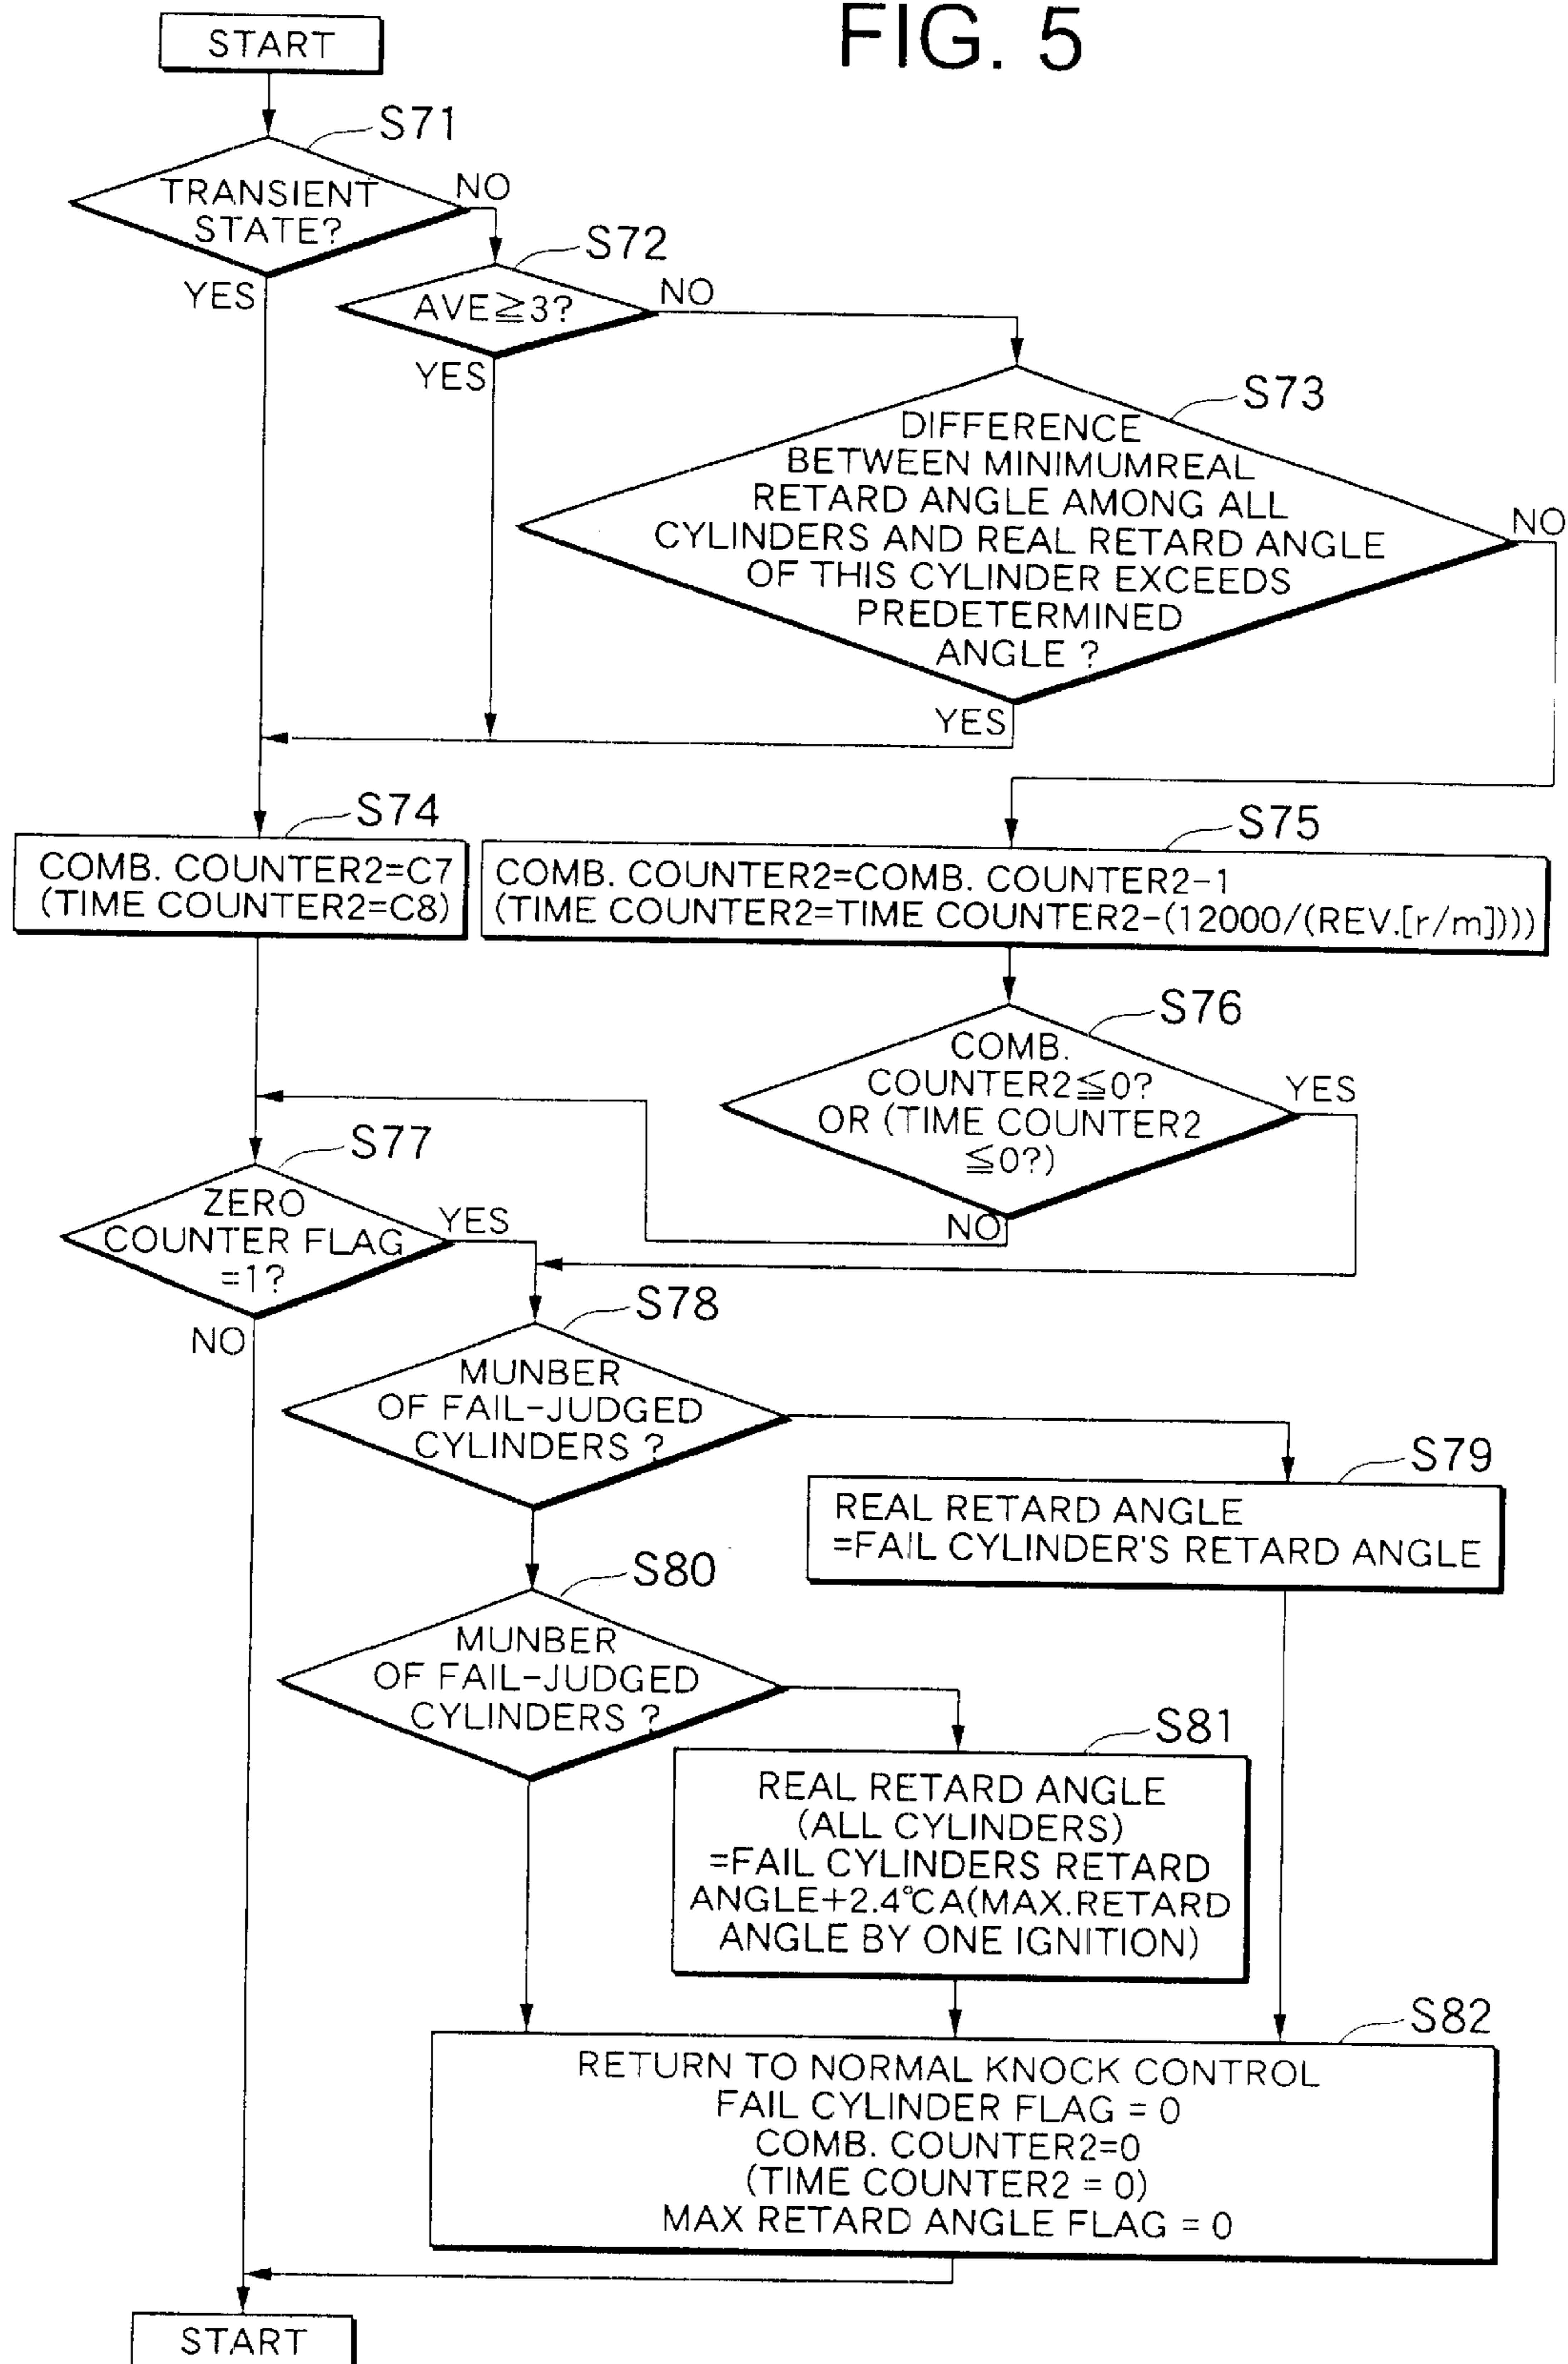 FIG. 5
START
S71
TRANSIENT
STATE?
NO
YES
S72
AVE≧3?
NO
YES
S73
DIFFERENCE
BETWEEN MINIMUMREAL
RETARD ANGLE AMONG ALL
CYLINDERS AND REAL RETARD ANGLE
OF THIS CYLINDER EXCEEDS
PREDETERMINED
ANGLE ?
NO
YES
S74
COMB. COUNTER2=C7
(TIME COUNTER2=C8)
S75
COMB. COUNTER2=COMB. COUNTER2-1
(TIME COUNTER2=TIME COUNTER2-(12000/(REV.[r/m])))
S76
COMB.
COUNTER2≦0?
OR (TIME COUNTER2
≦0?)
YES
NO
S77
ZERO
COUNTER FLAG
=1?
YES
NO
S78
MUNBER
OF FAIL-JUDGED
CYLINDERS ?
S79
REAL RETARD ANGLE
=FAIL CYLINDER'S RETARD ANGLE
S80
MUNBER
OF FAIL-JUDGED
CYLINDERS ?
S81
REAL RETARD ANGLE
(ALL CYLINDERS)
=FAIL CYLINDERS RETARD
ANGLE+2.4°CA(MAX.RETARD
ANGLE BY ONE IGNITION)
S82
RETURN TO NORMAL KNOCK CONTROL
FAIL CYLINDER FLAG = 0
COMB. COUNTER2=0
(TIME COUNTER2 = 0)
MAX RETARD ANGLE FLAG = 0
START